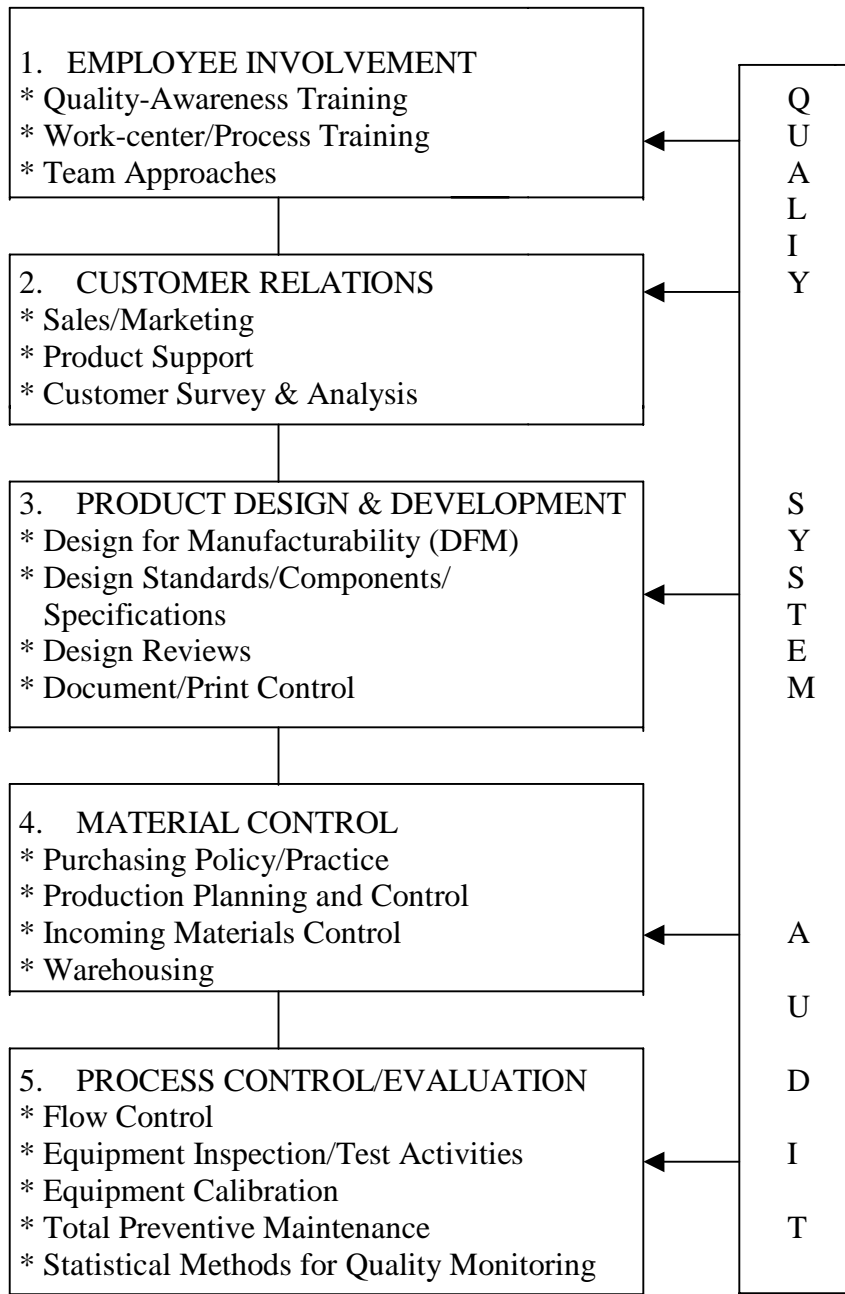 1. EMPLOYEE INVOLVEMENT
* Quality-Awareness Training
* Work-center/Process Training
* Team Approaches
2. CUSTOMER RELATIONS
* Sales/Marketing
* Product Support
* Customer Survey & Analysis
3. PRODUCT DESIGN & DEVELOPMENT
* Design for Manufacturability (DFM)
* Design Standards/Components/
Specifications
* Design Reviews
* Document/Print Control
4. MATERIAL CONTROL
* Purchasing Policy/Practice
* Production Planning and Control
* Incoming Materials Control
* Warehousing
5. PROCESS CONTROL/EVALUATION
* Flow Control
* Equipment Inspection/Test Activities
* Equipment Calibration
* Total Preventive Maintenance
* Statistical Methods for Quality Monitoring
QUALIY
SYSTEM
AUDIT